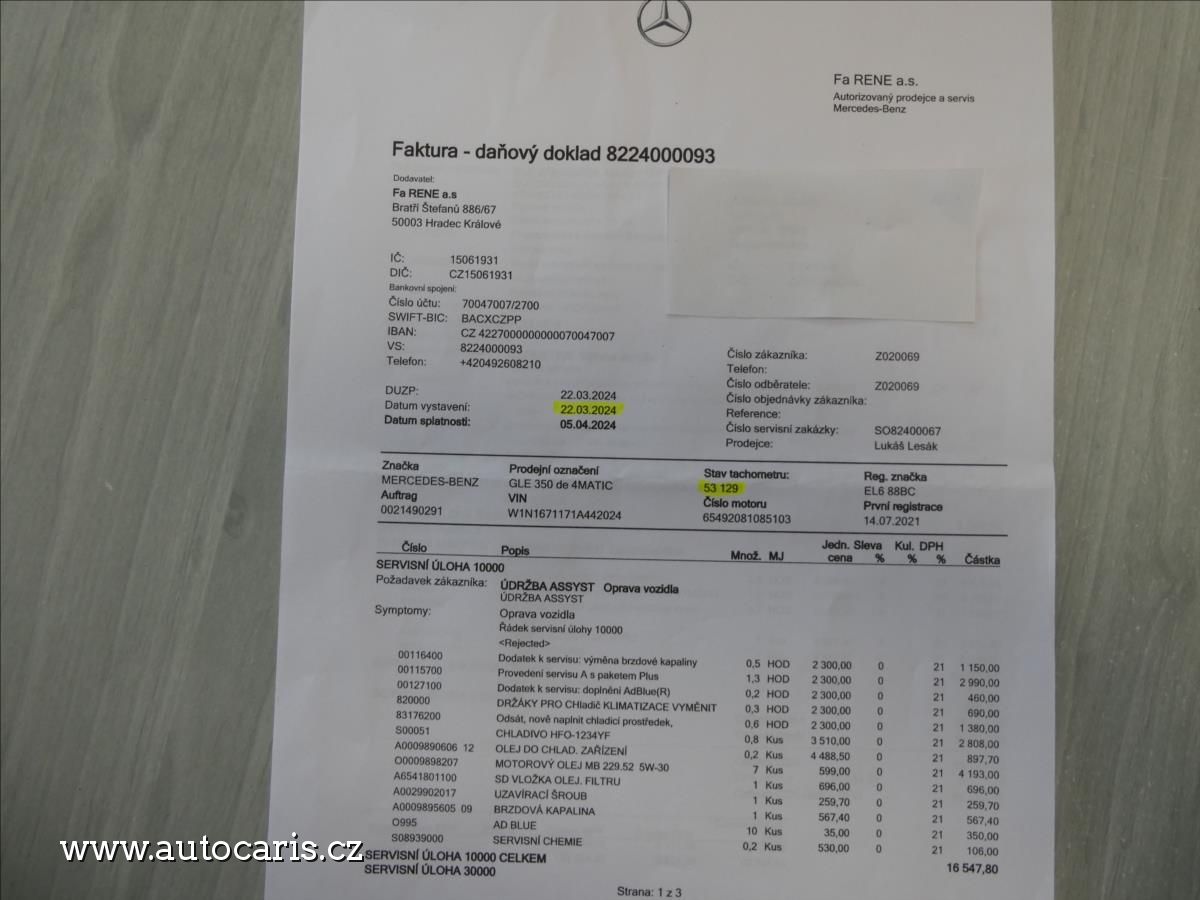 Fa RENE a.s.
Autorizovaný prodejce a servis
Mercedes-Benz
Faktura - daňový doklad 8224000093
Dodavatel:
Fa RENE a.s
Bratří Štefanů 886/67
50003 Hradec Králové
IČ: 15061931
DIČ: CZ15061931
Bankovní spojení:
Číslo účtu: 70047007/2700
SWIFT-BIC: BACXCZPP
IBAN: CZ 4227000000000070047007
VS: 8224000093
Telefon: +420492608210
Číslo zákazníka: Z020069
Telefon:
Číslo odběratele: Z020069
Číslo objednávky zákazníka:
Reference:
Číslo servisní zakázky: SO82400067
Prodejce: Lukáš Lesák
DUZP: 22.03.2024
Datum vystavení: 22.03.2024
Datum splatnosti: 05.04.2024
Značka Prodejní označení Stav tachometru: Reg. značka
MERCEDES-BENZ GLE 350 de 4MATIC 53 129 EL6 88BC
Auftrag VIN Číslo motoru První registrace
0021490291 W1N1671171A442024 65492081085103 14.07.2021
Číslo Popis Množ. MJ Jedn. cena Sleva % Kul. % DPH % Částka
SERVISNÍ ÚLOHA 10000
Požadavek zákazníka: ÚDRŽBA ASSYST Oprava vozidla
ÚDRŽBA ASSYST
Symptomy: Oprava vozidla
Řádek servisní úlohy 10000
<Rejected>
00116400 Dodatek k servisu: výměna brzdové kapaliny 0,5 HOD 2 300,00 0 21 1 150,00
00115700 Provedení servisu A s paketem Plus 1,3 HOD 2 300,00 0 21 2 990,00
00127100 Dodatek k servisu: doplnění AdBlue(R) 0,2 HOD 2 300,00 0 21 460,00
820000 DRŽÁKY PRO CHladič KLIMATIZACE VYMĚNIT 0,3 HOD 2 300,00 0 21 690,00
83176200 Odsát, nově naplnit chladicí prostředek, 0,6 HOD 2 300,00 0 21 1 380,00
S00051 CHLADIVO HFO-1234YF 0,8 Kus 3 510,00 0 21 2 808,00
A0009890606 12 OLEJ DO CHLAD. ZAŘÍZENÍ 0,2 Kus 4 488,50 0 21 897,70
O0009898207 MOTOROVÝ OLEJ MB 229.52 5W-30 7 Kus 599,00 0 21 4 193,00
A6541801100 SD VLOŽKA OLEJ. FILTRU 1 Kus 696,00 0 21 696,00
A0029902017 UZAVÍRACÍ ŠROUB 1 Kus 259,70 0 21 259,70
A0009895605 09 BRZDOVÁ KAPALINA 1 Kus 567,40 0 21 567,40
O995 AD BLUE 10 Kus 35,00 0 21 350,00
S08939000 SERVISNÍ CHEMIE 0,2 Kus 530,00 0 21 106,00
SERVISNÍ ÚLOHA 10000 CELKEM 16 547,80
SERVISNÍ ÚLOHA 30000
Strana: 1 z 3
www.autocaris.cz